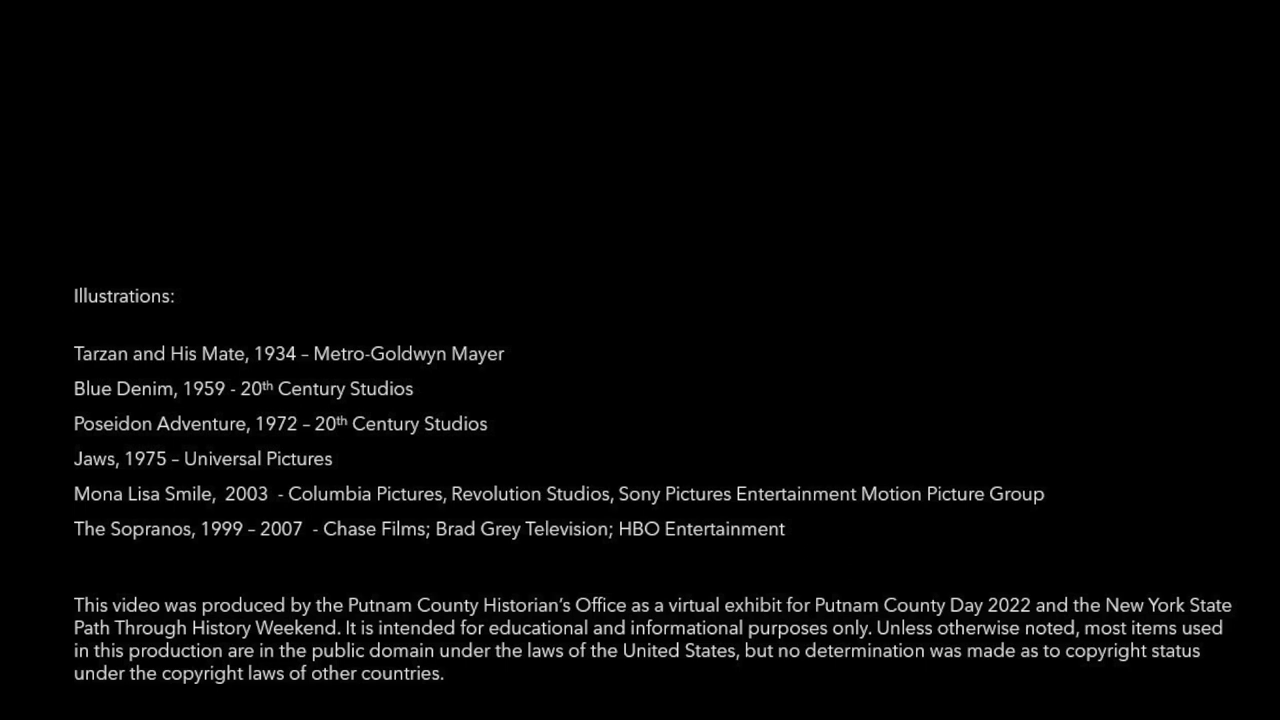 Illustrations:
Tarzan and His Mate, 1934 – Metro-Goldwyn Mayer
Blue Denim, 1959 - 20th Century Studios
Poseidon Adventure, 1972 – 20th Century Studios
Jaws, 1975 – Universal Pictures
Mona Lisa Smile,  2003  - Columbia Pictures, Revolution Studios, Sony Pictures Entertainment Motion Picture Group
The Sopranos, 1999 – 2007  - Chase Films; Brad Grey Television; HBO Entertainment
This video was produced by the Putnam County Historian’s Office as a virtual exhibit for Putnam County Day 2022 and the New York State
Path Through History Weekend. It is intended for educational and informational purposes only. Unless otherwise noted, most items used
in this production are in the public domain under the laws of the United States, but no determination was made as to copyright status
under the copyright laws of other countries.